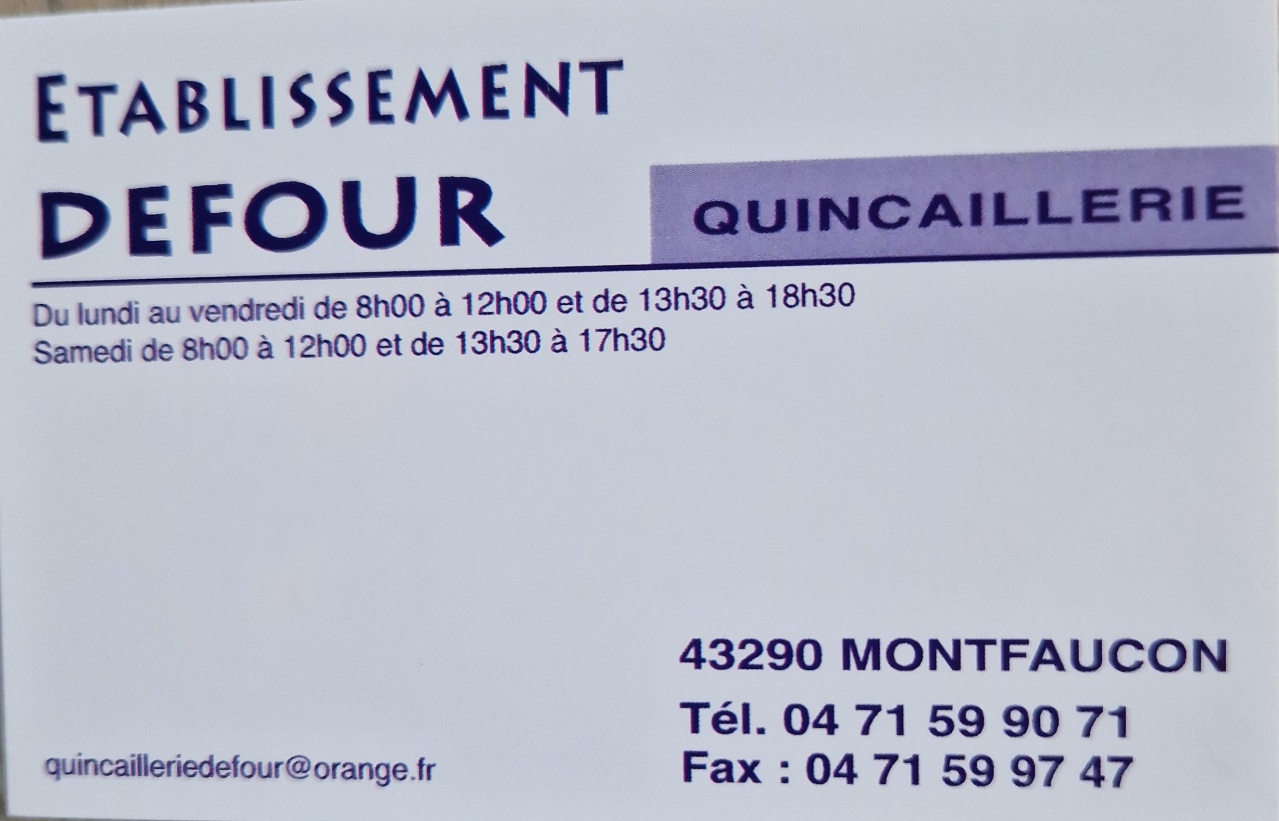 ETABLISSEMENT
DEFOUR
QUINCAILLERIE
Du lundi au vendredi de 8h00 à 12h00 et de 13h30 à 18h30
Samedi de 8h00 à 12h00 et de 13h30 à 17h30
43290 MONTFAUCON
Tél. 04 71 59 90 71
Fax : 04 71 59 97 47
quincailleriedefour@orange.fr